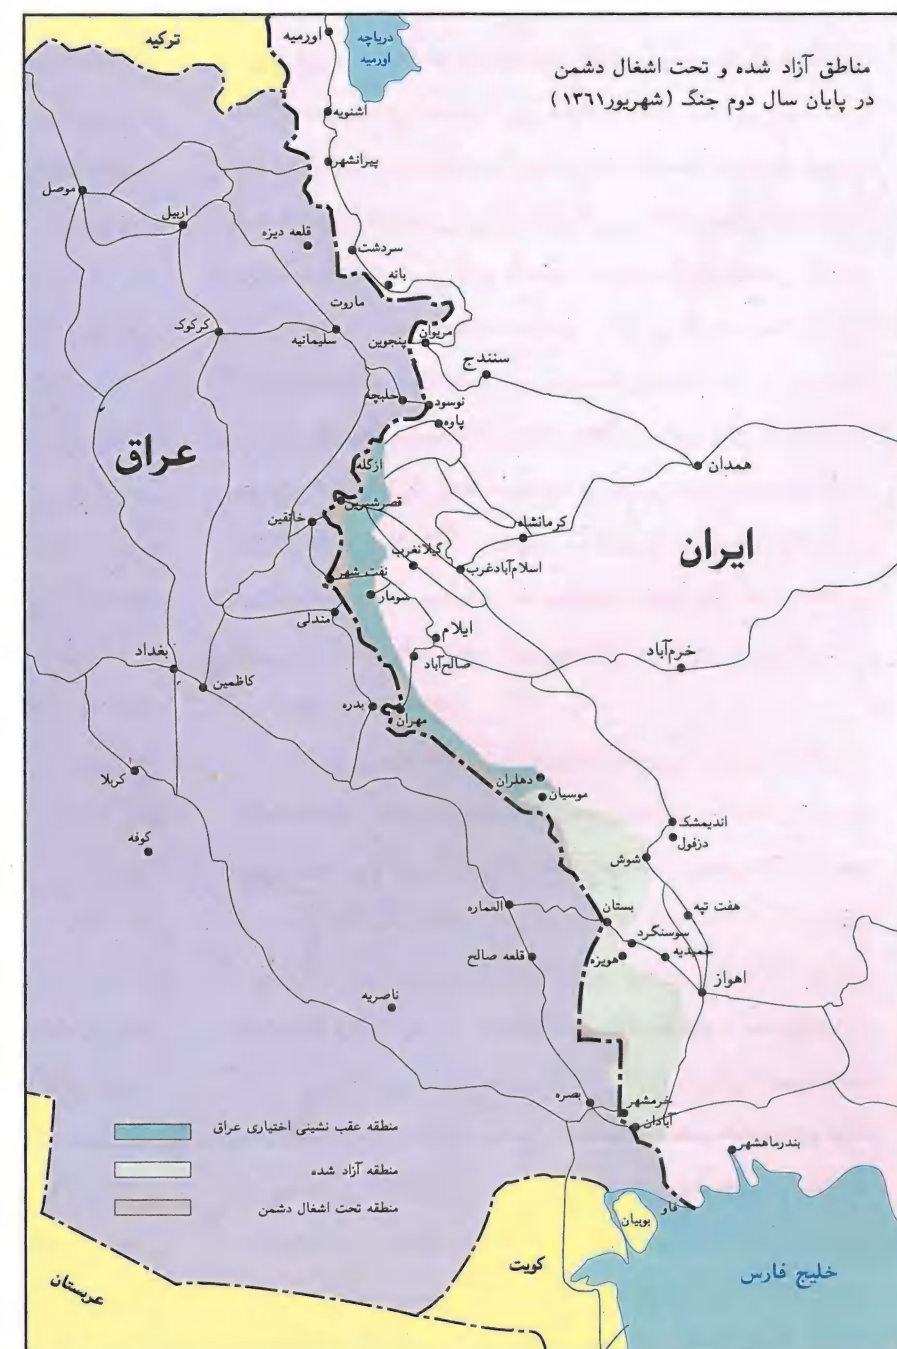 مناطق آزاد شده و تحت اشغال دشمن
در پایان سال دوم جنگ (شهریور ۱۳۶۱)
ترکیه
اورمیه
دریاچه
اورمیه
اشنویه
پیرانشهر
موصل
اربیل
قلعه دیزه
سردشت
بانه
ماروت
کرکوک
سلیمانیه
پنجوین
مریوان
سنندج
حلبچه
نوسود
پاوه
عراق
ازگله
همدان
قصرشیرین
خانقین
کرمانشاه
ایران
گیلانغرب
اسلام‌آبادغرب
نفت شهر
سومار
مندلی
ایلام
بغداد
صالح‌آباد
خرم‌آباد
کاظمین
بدره
مهران
کربلا
دهلران
موسیان
اندیمشک
دزفول
کوفه
شوش
العماره
بستان
هفت تپه
سوسنگرد
حمیدیه
هویزه
قلعه صالح
اهواز
ناصریه
بصره
خرمشهر
آبادان
بندرماهشهر
منطقه عقب نشینی اختیاری عراق
منطقه آزاد شده
منطقه تحت اشغال دشمن
فاو
بوبیان
کویت
خلیج فارس
عربستان